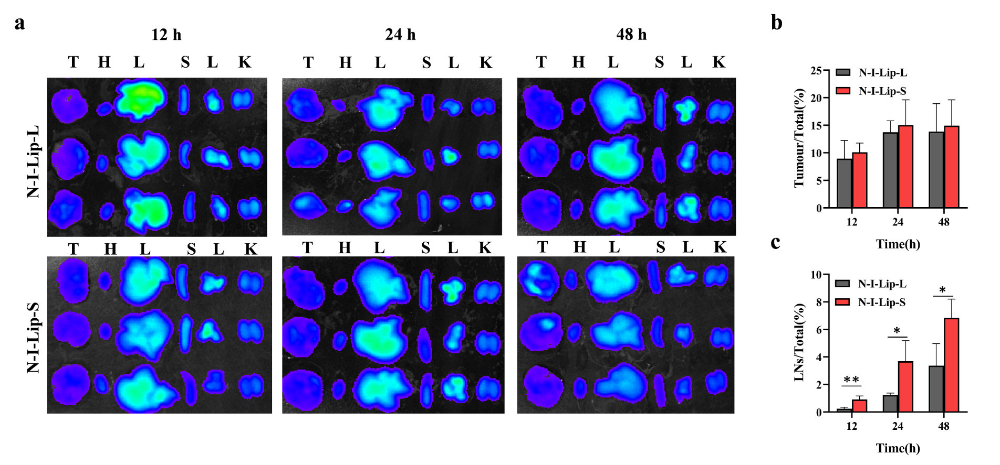 a
12 h
24 h
48 h
T H L S L K
T H L S L K
T H L S L K
N-I-Lip-L
T H L S L K
T H L S L K
T H L S L K
N-I-Lip-S
b
N-I-Lip-L
N-I-Lip-S
Tumour/Total(%)
25
20
15
10
5
0
12 24 48
Time(h)
c
N-I-Lip-L
N-I-Lip-S
LNs/Total(%)
10
8
6
4
2
0
**
*
*
12 24 48
Time(h)